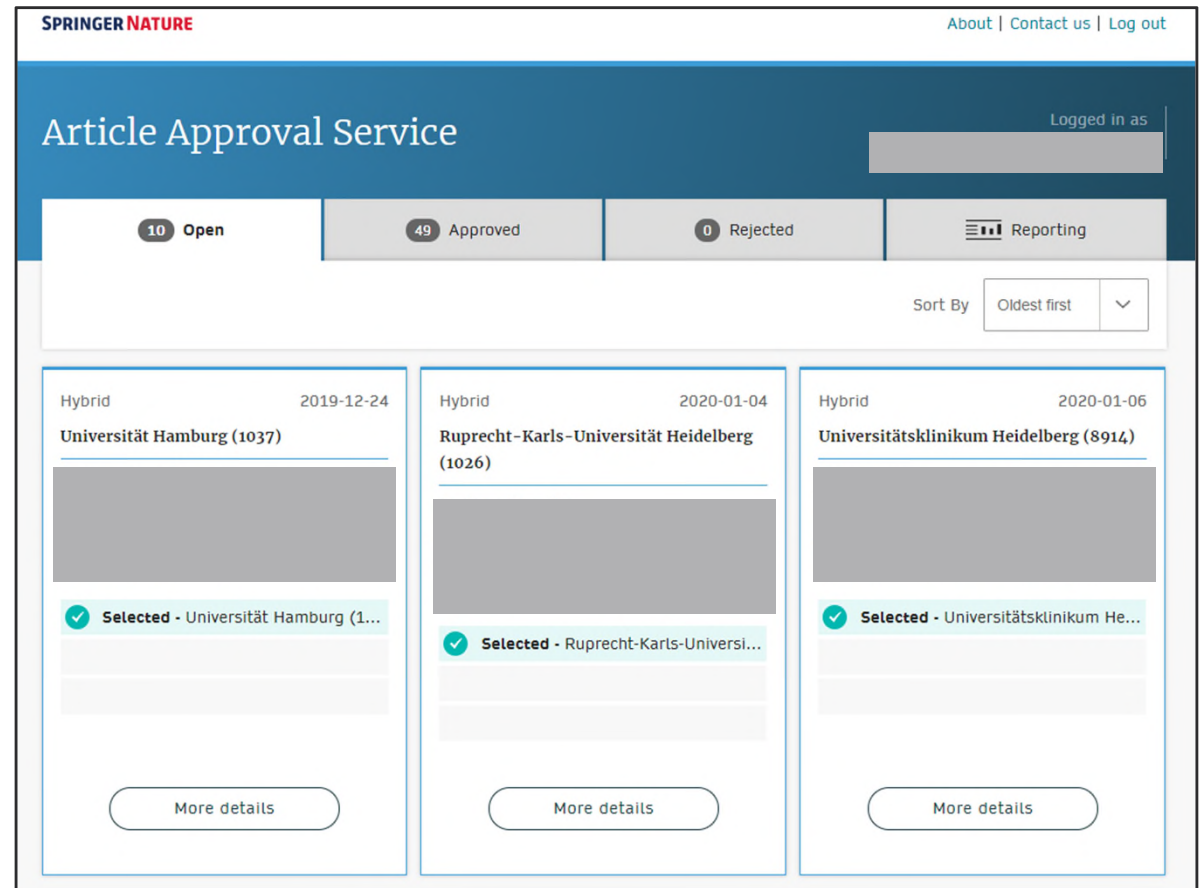 SPRINGER NATURE
About | Contact us | Log out
Article Approval Service
Logged in as
10 Open
49 Approved
0 Rejected
Reporting
Sort By Oldest first
Hybrid 2019-12-24
Universität Hamburg (1037)
Selected - Universität Hamburg (1...
More details
Hybrid 2020-01-04
Ruprecht-Karls-Universität Heidelberg
(1026)
Selected - Ruprecht-Karls-Universi...
More details
Hybrid 2020-01-06
Universitätsklinikum Heidelberg (8914)
Selected - Universitätsklinikum He...
More details